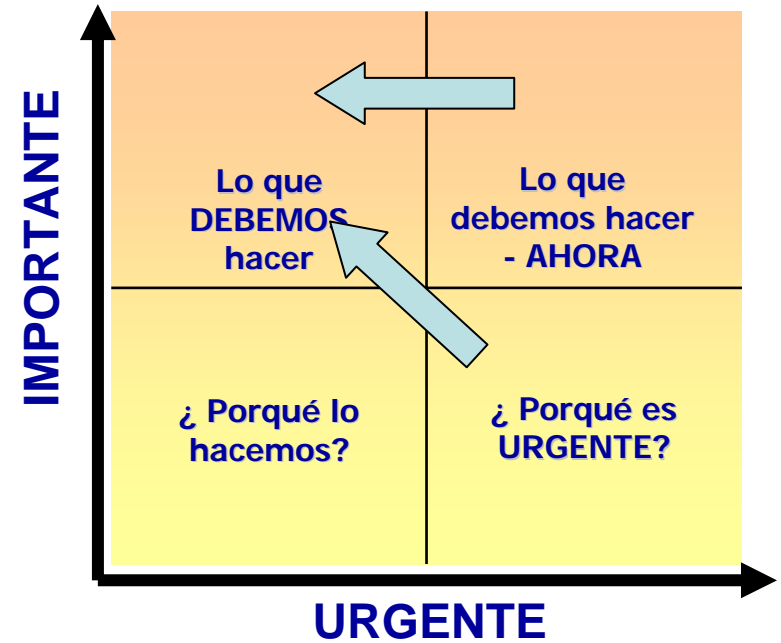 IMPORTANTE
Lo que
DEBEMOS
hacer
Lo que
debemos hacer
- AHORA
¿ Porqué lo
hacemos?
¿ Porqué es
URGENTE?
URGENTE